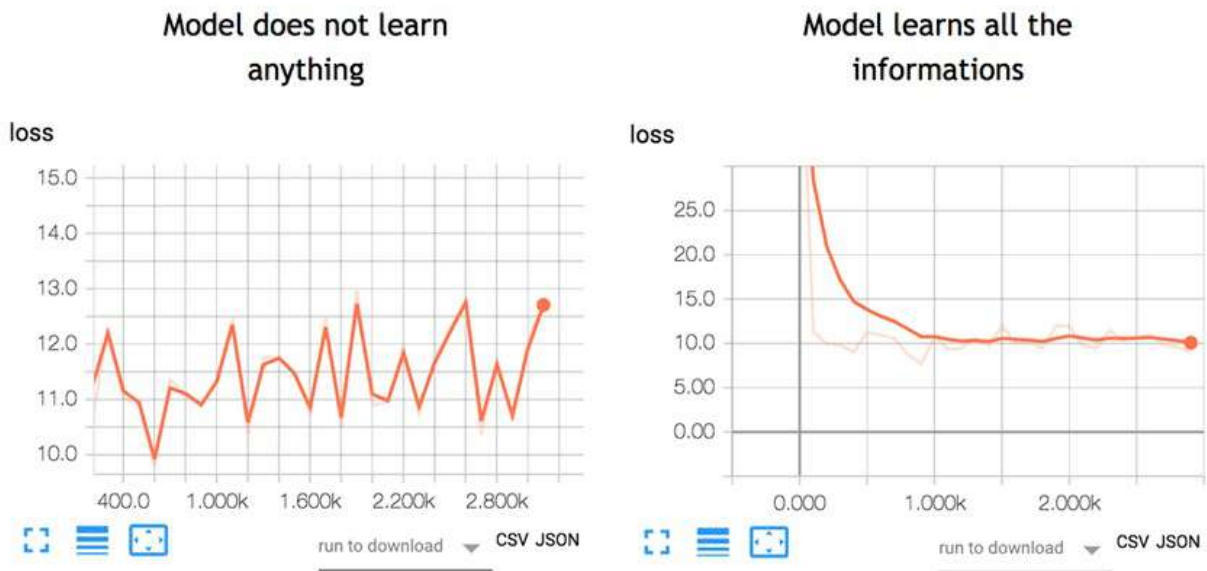 Model does not learn
anything
loss
15.0
14.0
13.0
12.0
11.0
10.0
400.0 1.000k 1.600k 2.200k 2.800k
run to download CSV JSON
Model learns all the
informations
loss
25.0
20.0
15.0
10.0
5.00
0.00
0.000 1.000k 2.000k
run to download CSV JSON